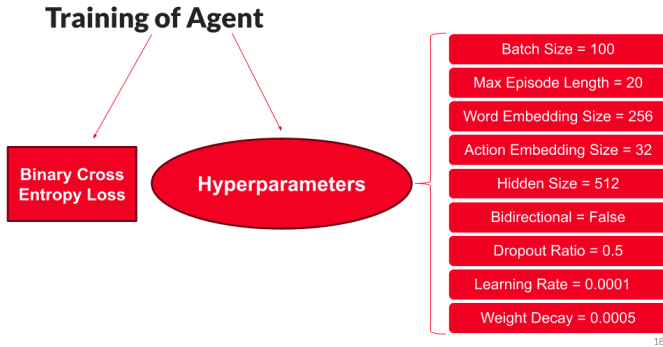 Training of Agent
Binary Cross
Entropy Loss
Hyperparameters
Batch Size = 100
Max Episode Length = 20
Word Embedding Size = 256
Action Embedding Size = 32
Hidden Size = 512
Bidirectional = False
Dropout Ratio = 0.5
Learning Rate = 0.0001
Weight Decay = 0.0005
18